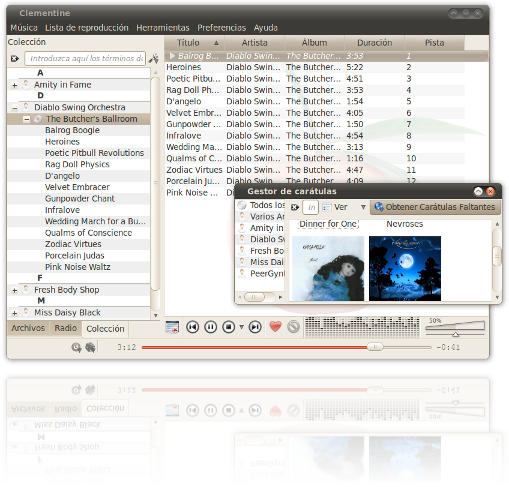 Clementine
Música Lista de reproducción Herramientas Preferencias Ayuda
Colección
Introduzca aquí los términos de
A
Amity in Fame
D
Diablo Swing Orchestra
The Butcher's Ballroom
Balrog Boogie
Heroines
Poetic Pitbull Revolutions
Rag Doll Physics
D'angelo
Velvet Embracer
Gunpowder Chant
Infralove
Wedding March for a Bu...
Qualms of Conscience
Zodiac Virtues
Porcelain Judas
Pink Noise Waltz
F
Fresh Body Shop
M
Miss Daisy Black
Archivos Radio Colección
Título Artista Álbum Duración Pista
Balrog B... Diablo Swin... The Butcher... 3:53 1
Heroines Diablo Swin... The Butcher... 5:22 2
Poetic Pitbu... Diablo Swin... The Butcher... 4:51 3
Rag Doll Ph... Diablo Swin... The Butcher... 3:53 4
D'angelo Diablo Swin... The Butcher... 1:54 5
Velvet Emb... Diablo Swin... The Butcher... 4:05 6
Gunpowder ... Diablo Swin... The Butcher... 1:50 7
Infralove Diablo Swin... The Butcher... 4:54 8
Wedding Ma... Diablo Swin... The Butcher... 3:13 9
Qualms of C... Diablo Swin... The Butcher... 1:16 10
Zodiac Virtues Diablo Swin... The Butcher... 4:47 11
Porcelain Ju... Diablo Swin... The Butcher... 4:09 12
Pink Noise
Gestor de carátulas
In Ver Obtener Carátulas Faltantes
Todos los
Varios Ar
Amity in
Diablo Sw
Fresh Bo
Miss Dai
PeerGynt
Dinner for One) Nevroses
50%
3:12 -0:41